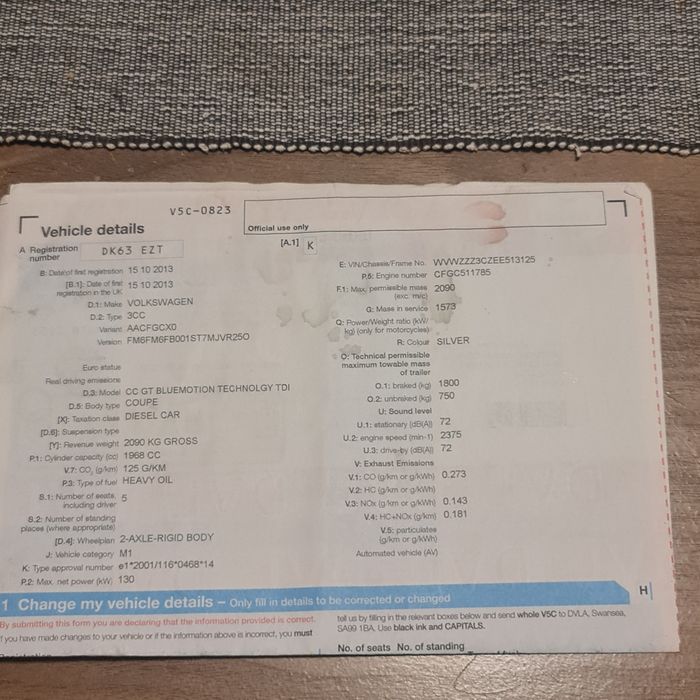 V5C-0823
Vehicle details
Official use only
A Registration number DK63 EZT
[A.1] K
B: Date of first registration 15 10 2013
[B.1]: Date of first registration in the UK 15 10 2013
D.1: Make VOLKSWAGEN
D.2: Type 3CC
Variant AACFGCX0
Version FM6FM6FB001ST7MJVR25O
Euro status
Real driving emissions
D.3: Model CC GT BLUEMOTION TECHNOLGY TDI
D.5: Body type COUPE
[X]: Taxation class DIESEL CAR
[D.6]: Suspension type
[Y]: Revenue weight 2090 KG GROSS
P.1: Cylinder capacity (cc) 1968 CC
V.7: CO2 (g/km) 125 G/KM
P.3: Type of fuel HEAVY OIL
S.1: Number of seats, including driver 5
S.2: Number of standing places (where appropriate)
[D.4]: Wheelplan 2-AXLE-RIGID BODY
J: Vehicle category M1
K: Type approval number e1*2001/116*0468*14
P.2: Max. net power (kW) 130
E: VIN/Chassis/Frame No. WVWZZZ3CZEE513125
P.5: Engine number CFGC511785
F.1: Max. permissible mass (exc. m/c) 2090
G: Mass in service 1573
Q: Power/Weight ratio (kW/kg) (only for motorcycles)
R: Colour SILVER
O: Technical permissible maximum towable mass of trailer
O.1: braked (kg) 1800
O.2: unbraked (kg) 750
U: Sound level
U.1: stationary (dB(A)) 72
U.2: engine speed (min-1) 2375
U.3: drive-by (dB(A)) 72
V: Exhaust Emissions
V.1: CO (g/km or g/kWh) 0.273
V.2: HC (g/km or g/kWh)
V.3: NOx (g/km or g/kWh) 0.143
V.4: HC+NOx (g/km) 0.181
V.5: particulates (g/km or g/kWh)
Automated vehicle (AV)
H
1 Change my vehicle details – Only fill in details to be corrected or changed
By submitting this form you are declaring that the information provided is correct.
If you have made changes to your vehicle or if the information above is incorrect, you must
tell us by filling in the relevant boxes below and send whole V5C to DVLA, Swansea,
SA99 1BA. Use black ink and CAPITALS.
No. of seats No. of standing